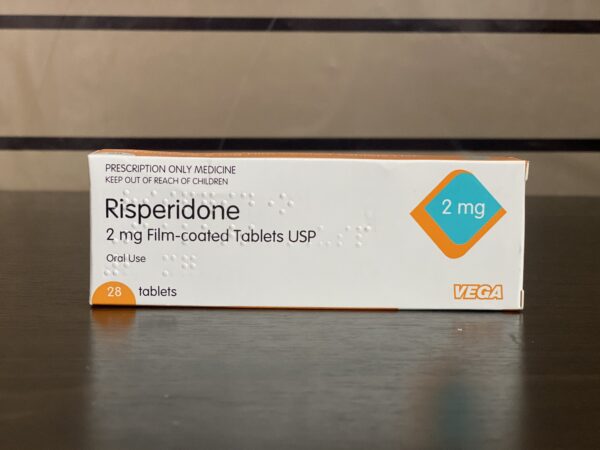 PRESCRIPTION ONLY MEDICINE
KEEP OUT OF REACH OF CHILDREN
Risperidone
2 mg Film-coated Tablets USP
Oral Use
28 tablets
2 mg
VEGA